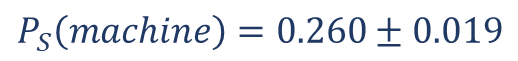 P_S(machine) = 0.260 ± 0.019